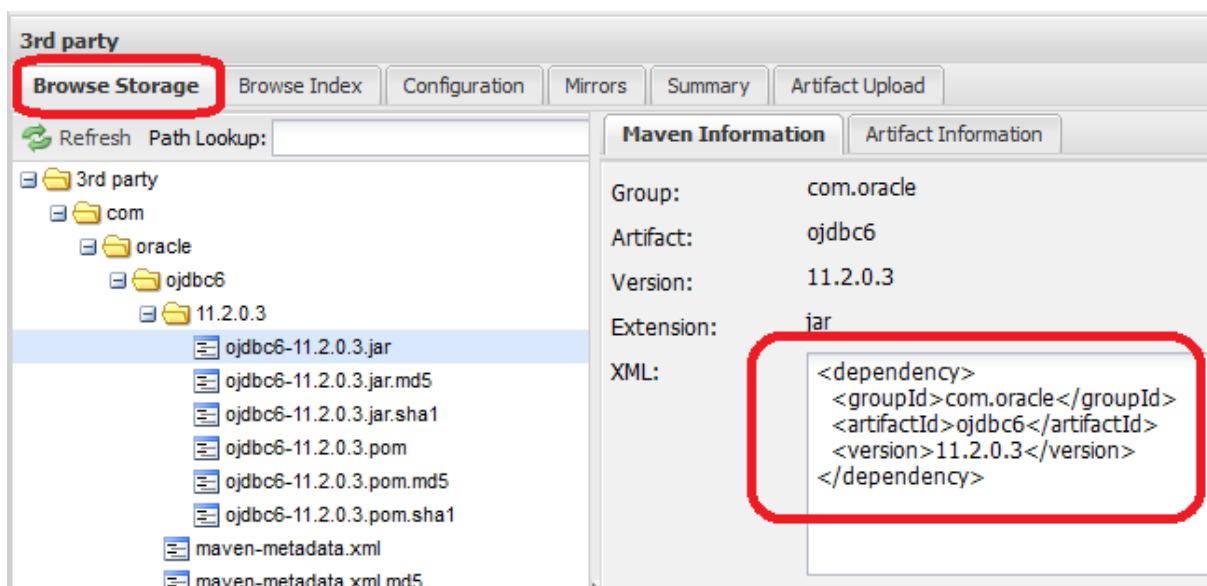 3rd party
Browse Storage Browse Index Configuration Mirrors Summary Artifact Upload
Refresh Path Lookup:
3rd party
com
oracle
ojdbc6
11.2.0.3
ojdbc6-11.2.0.3.jar
ojdbc6-11.2.0.3.jar.md5
ojdbc6-11.2.0.3.jar.sha1
ojdbc6-11.2.0.3.pom
ojdbc6-11.2.0.3.pom.md5
ojdbc6-11.2.0.3.pom.sha1
maven-metadata.xml
maven-metadata.xml.md5
Maven Information Artifact Information
Group: com.oracle
Artifact: ojdbc6
Version: 11.2.0.3
Extension: jar
XML: <dependency>
<groupId>com.oracle</groupId>
<artifactId>ojdbc6</artifactId>
<version>11.2.0.3</version>
</dependency>